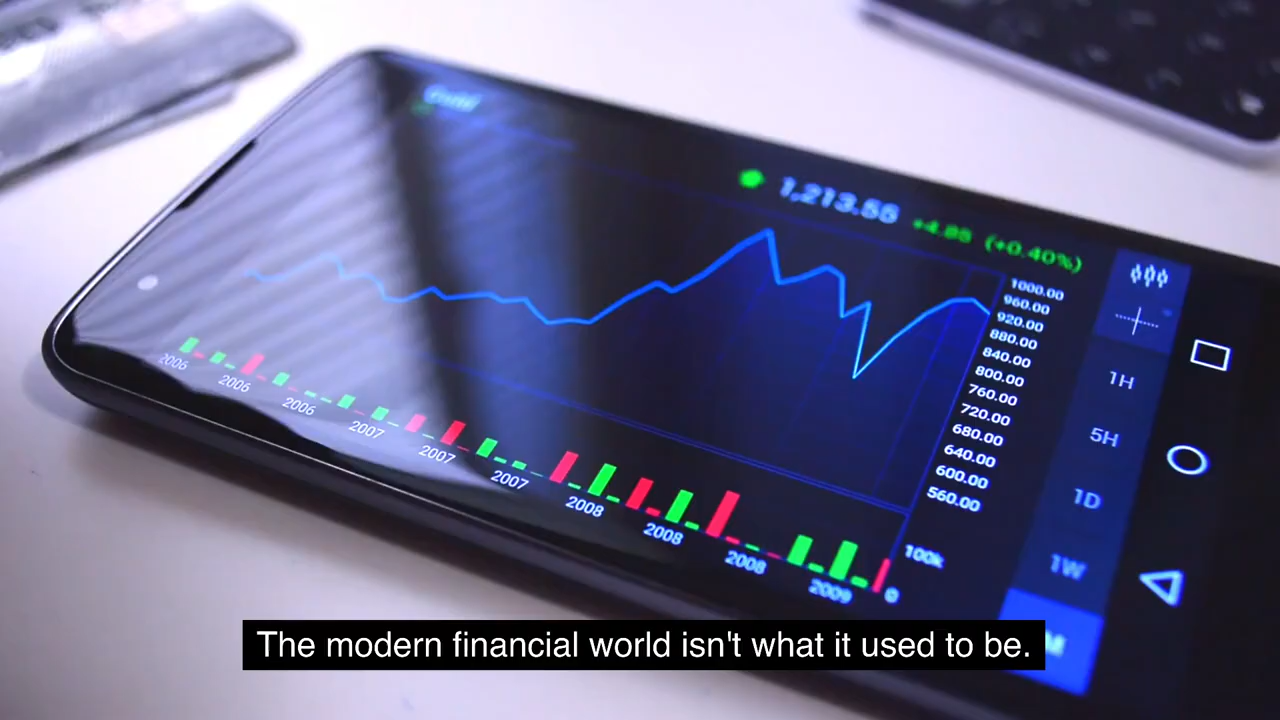 1,213.55 +4.85 (+0.40%)
1000.00
960.00
920.00
880.00
840.00
800.00
760.00
720.00
680.00
640.00
600.00
560.00
100k
0
1H
5H
1D
1W
M
2006
2006
2006
2007
2007
2007
2008
2008
2008
2009
The modern financial world isn't what it used to be.